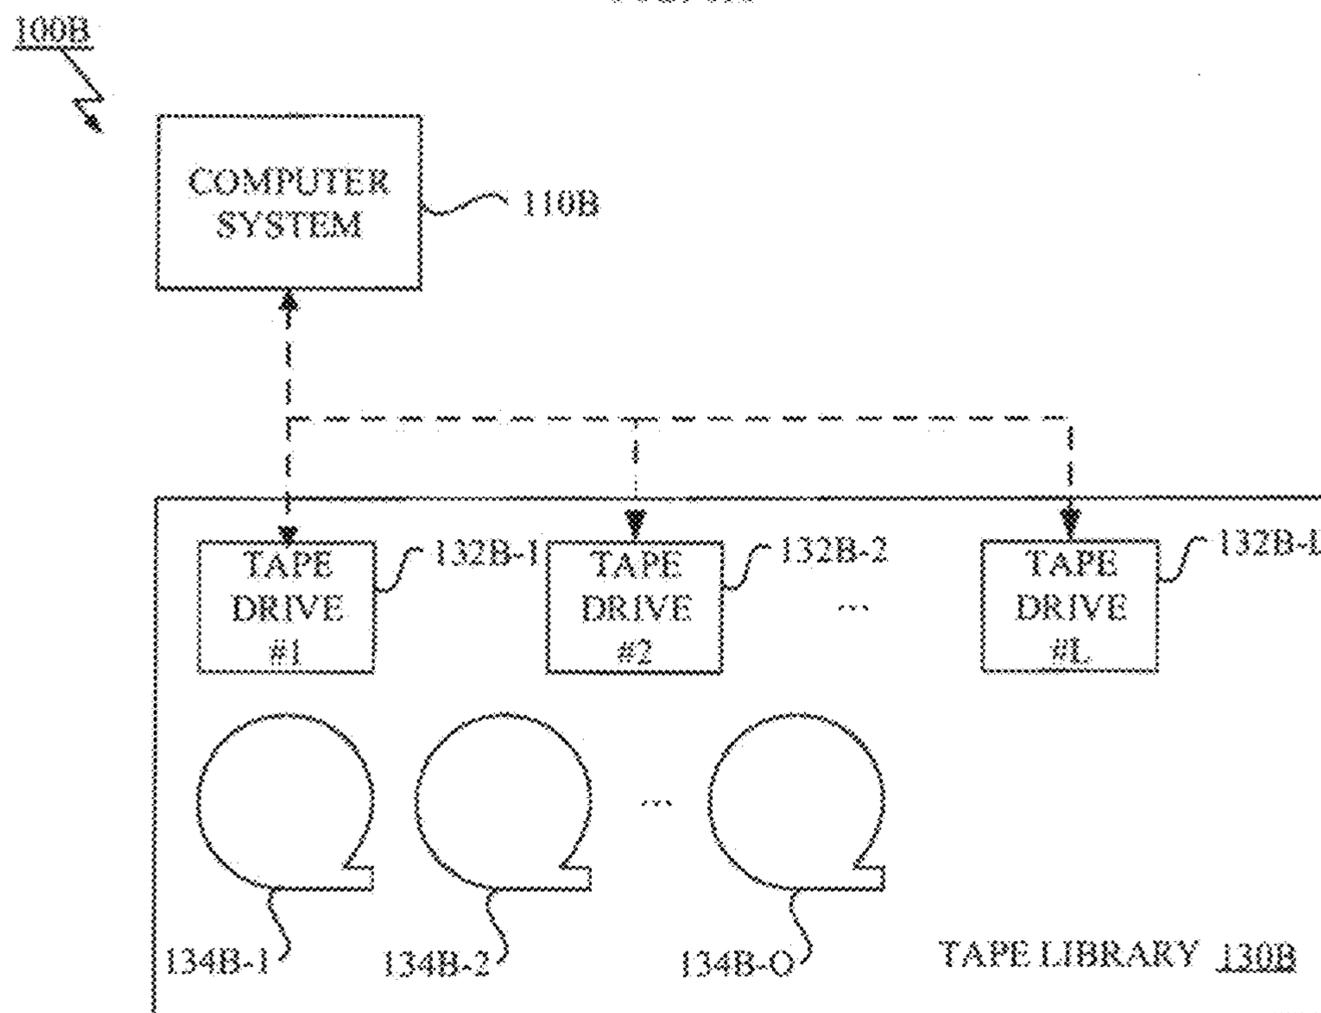 100B
COMPUTER
SYSTEM
110B
TAPE
DRIVE
#1
132B-1
TAPE
DRIVE
#2
132B-2
...
TAPE
DRIVE
#L
...
134B-1
134B-2
134B-O
TAPE LIBRARY 130B